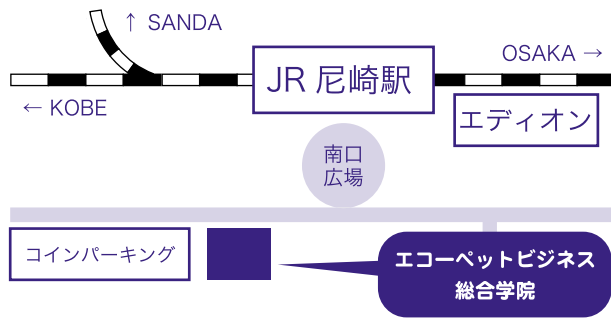 ↑ SANDA
OSAKA →
JR 尼崎駅
← KOBE
エディオン
南口
広場
コインパーキング
エコーペットビジネス
総合学院